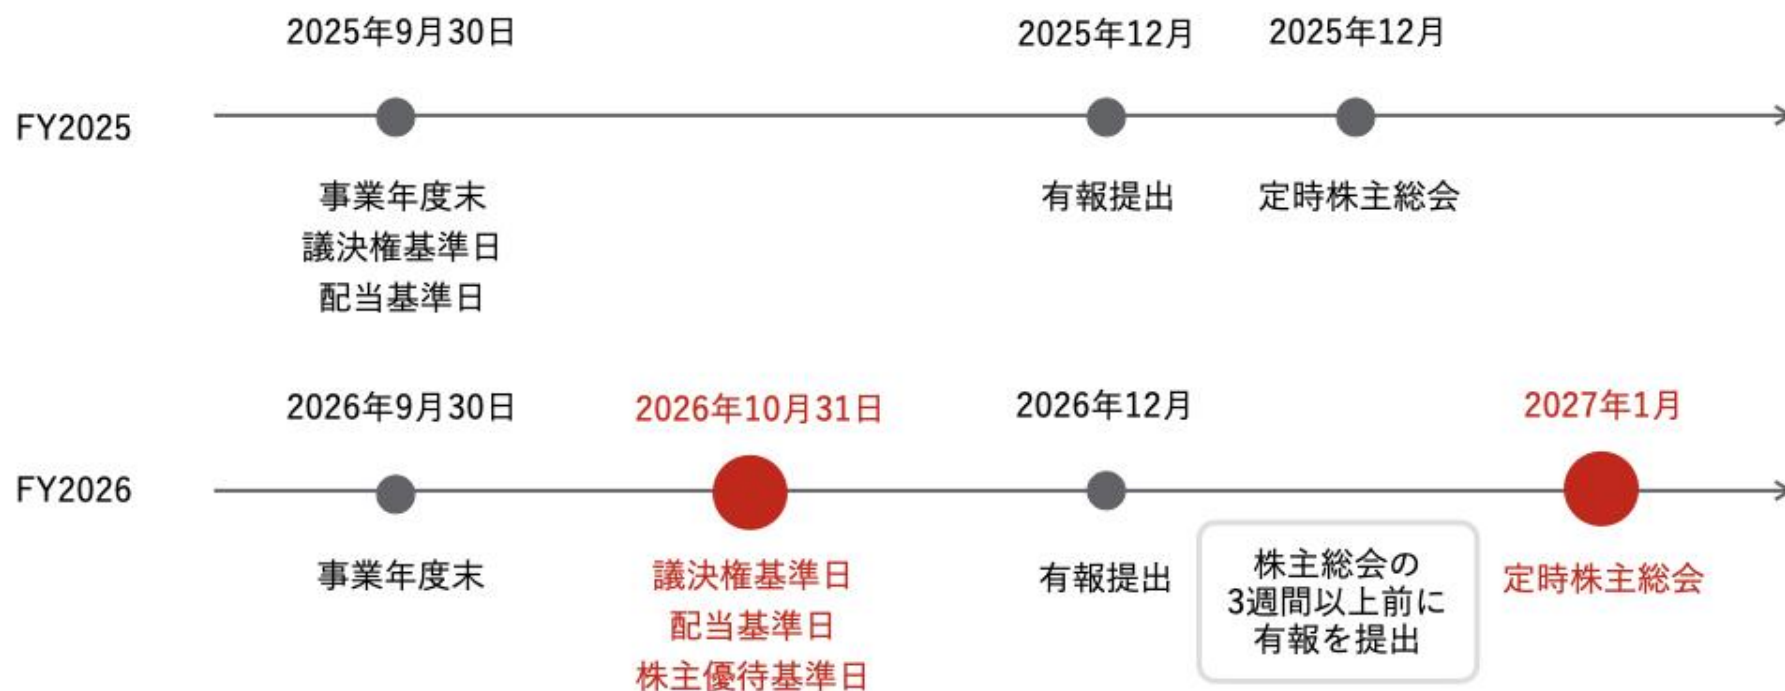 2025年9月30日
2025年12月
2025年12月
FY2025
事業年度末
議決権基準日
配当基準日
有報提出
定時株主総会
2026年9月30日
2026年10月31日
2026年12月
2027年1月
FY2026
事業年度末
議決権基準日
配当基準日
株主優待基準日
有報提出
株主総会の
3週間以上前に
有報を提出
定時株主総会